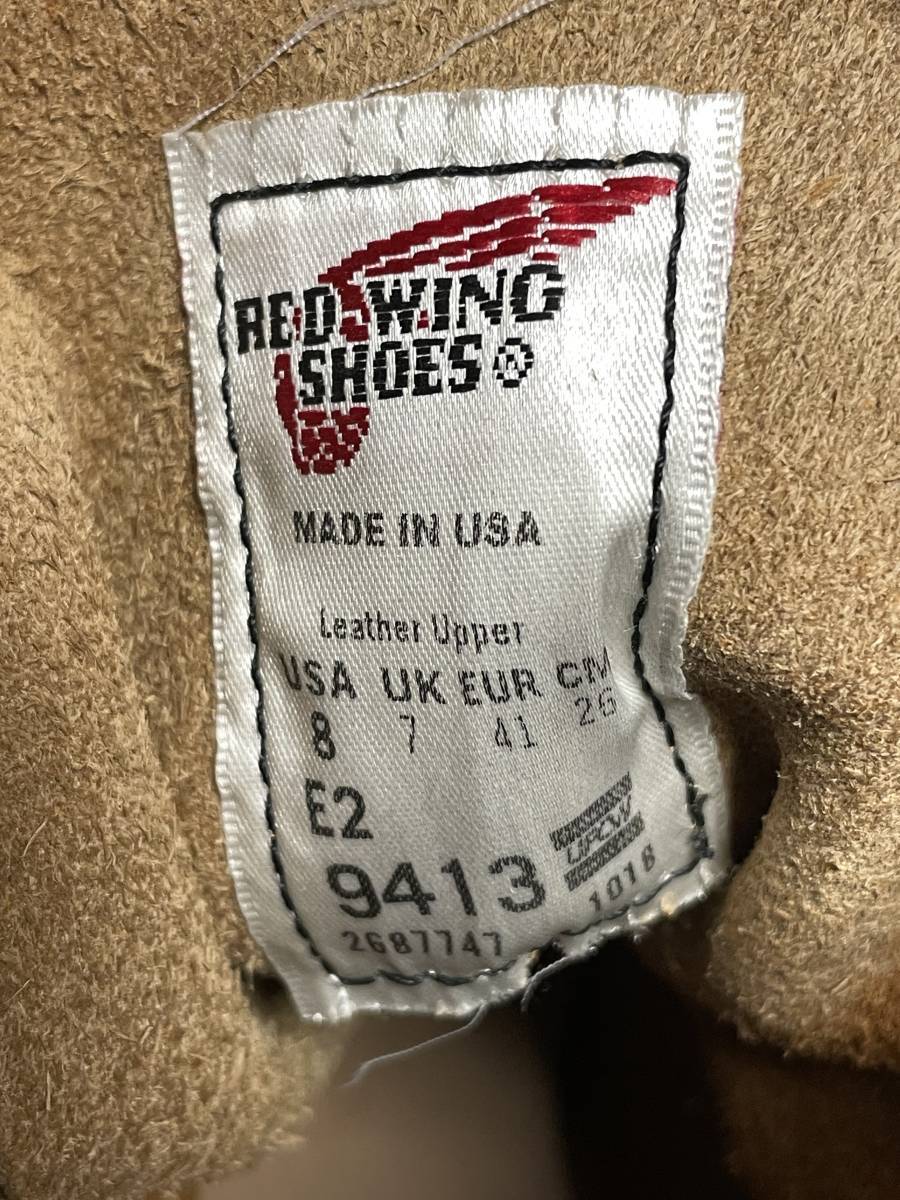 RED WING
SHOES ®
MADE IN USA
Leather Upper
USA UK EUR CM
8 7 41 26
E2
UFCW
9413
1018
2687747